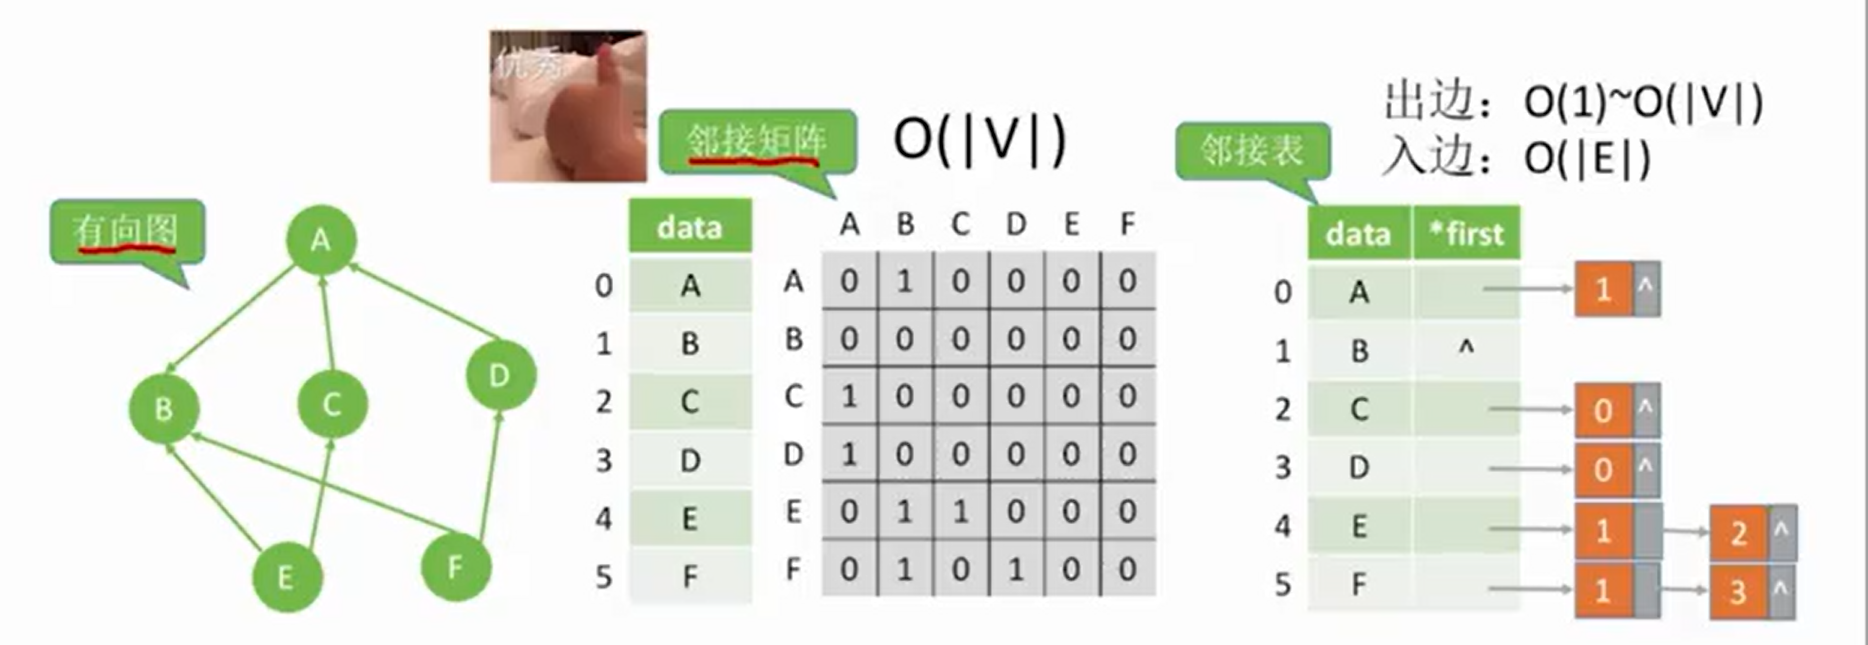 优秀
邻接矩阵
O(|V|)
邻接表
出边：O(1)~O(|V|)
入边：O(|E|)
有向图
A
B
C
D
E
F
data
0 A
1 B
2 C
3 D
4 E
5 F
A B C D E F
A 0 1 0 0 0 0
B 0 0 0 0 0 0
C 1 0 0 0 0 0
D 1 0 0 0 0 0
E 0 1 1 0 0 0
F 0 1 0 1 0 0
data *first
0 A 1 ^
1 B ^
2 C 0 ^
3 D 0 ^
4 E 1 2 ^
5 F 1 3 ^